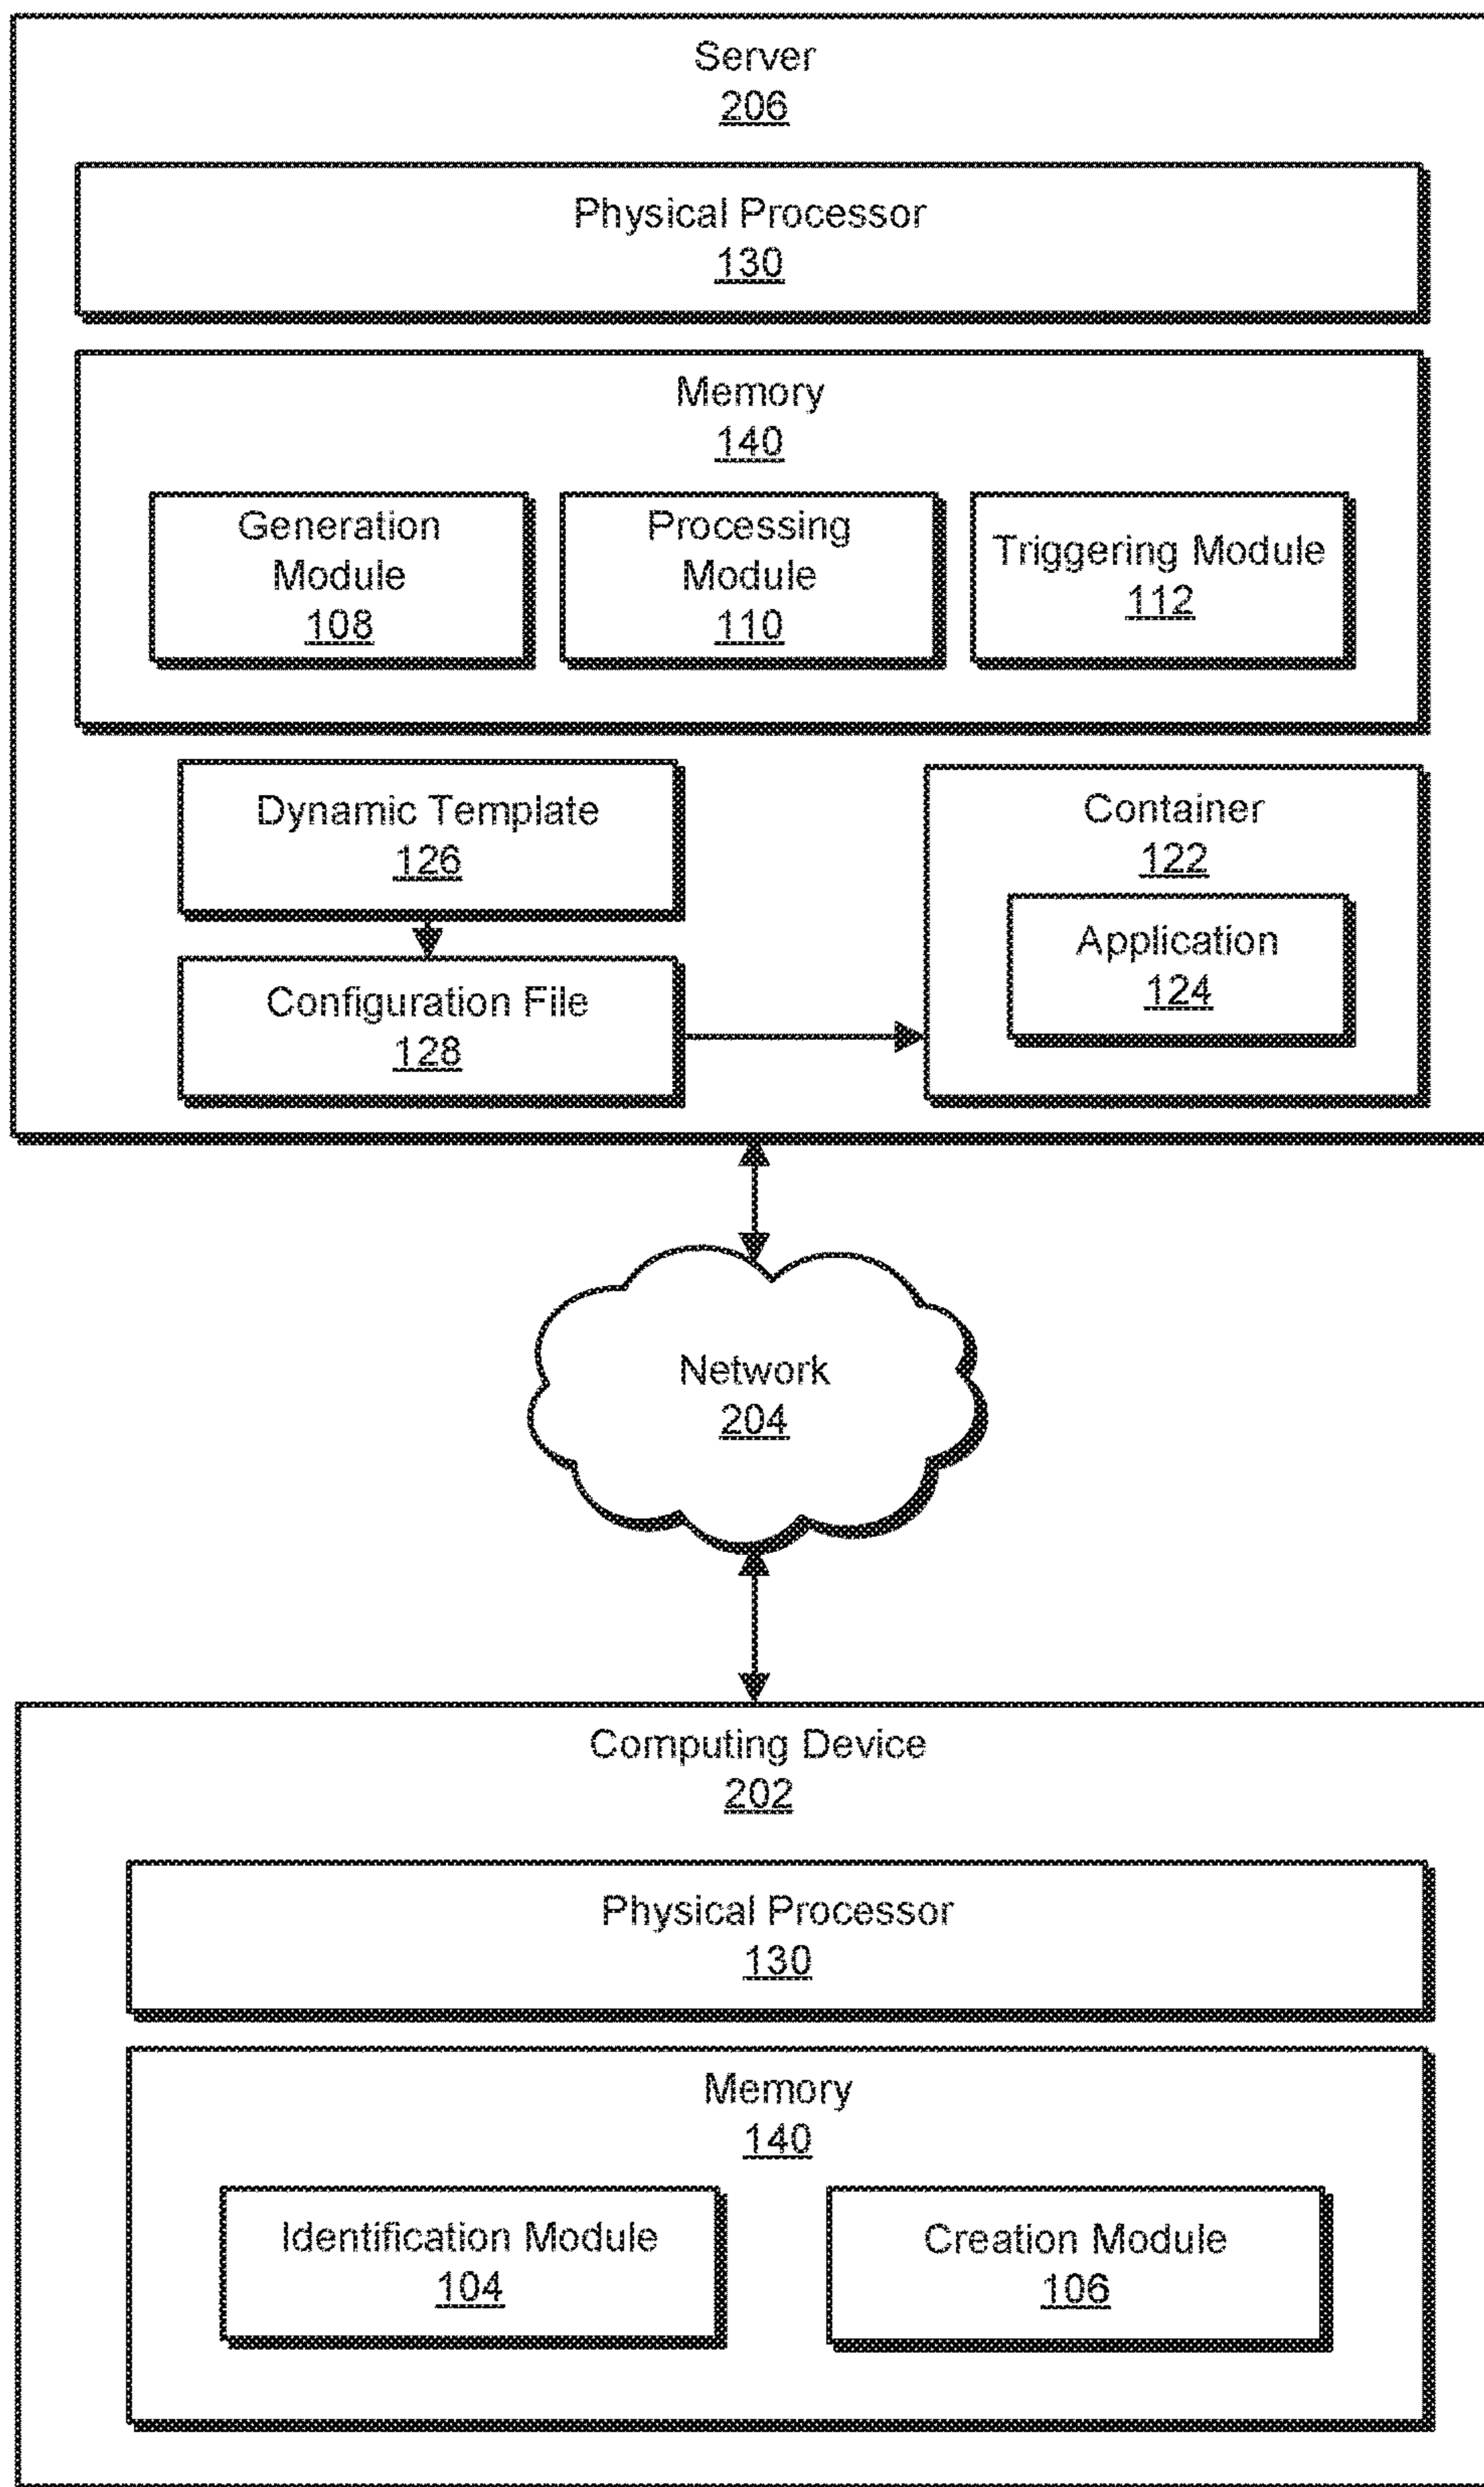 Server
206
Physical Processor
130
Memory
140
Generation
Module
108
Processing
Module
110
Triggering Module
112
Dynamic Template
126
Configuration File
128
Container
122
Application
124
Network
204
Computing Device
202
Physical Processor
130
Memory
140
Identification Module
104
Creation Module
106